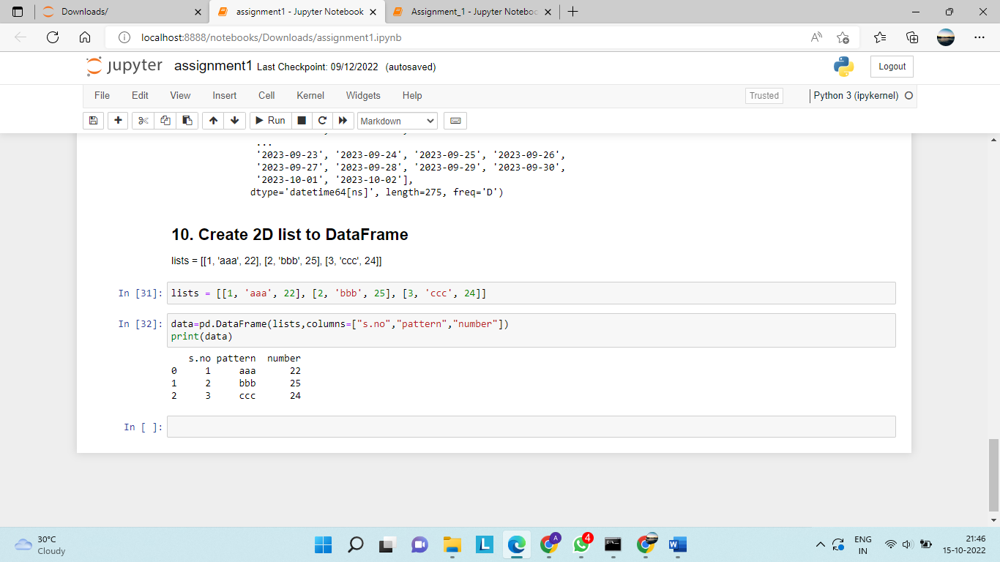 Downloads/
assignment1 - Jupyter Notebook
Assignment_1 - Jupyter Noteboo
localhost:8888/notebooks/Downloads/assignment1.ipynb
jupyter assignment1 Last Checkpoint: 09/12/2022 (autosaved)
Logout
File Edit View Insert Cell Kernel Widgets Help
Trusted
Python 3 (ipykernel)
Run
Markdown
...
'2023-09-23', '2023-09-24', '2023-09-25', '2023-09-26',
'2023-09-27', '2023-09-28', '2023-09-29', '2023-09-30',
'2023-10-01', '2023-10-02'],
dtype='datetime64[ns]', length=275, freq='D')
10. Create 2D list to DataFrame
lists = [[1, 'aaa', 22], [2, 'bbb', 25], [3, 'ccc', 24]]
In [31]: lists = [[1, 'aaa', 22], [2, 'bbb', 25], [3, 'ccc', 24]]
In [32]: data=pd.DataFrame(lists,columns=["s.no","pattern","number"])
print(data)
s.no pattern number
0 1 aaa 22
1 2 bbb 25
2 3 ccc 24
In [ ]:
30°C
Cloudy
L
A
4
W
ENG
IN
21:46
15-10-2022